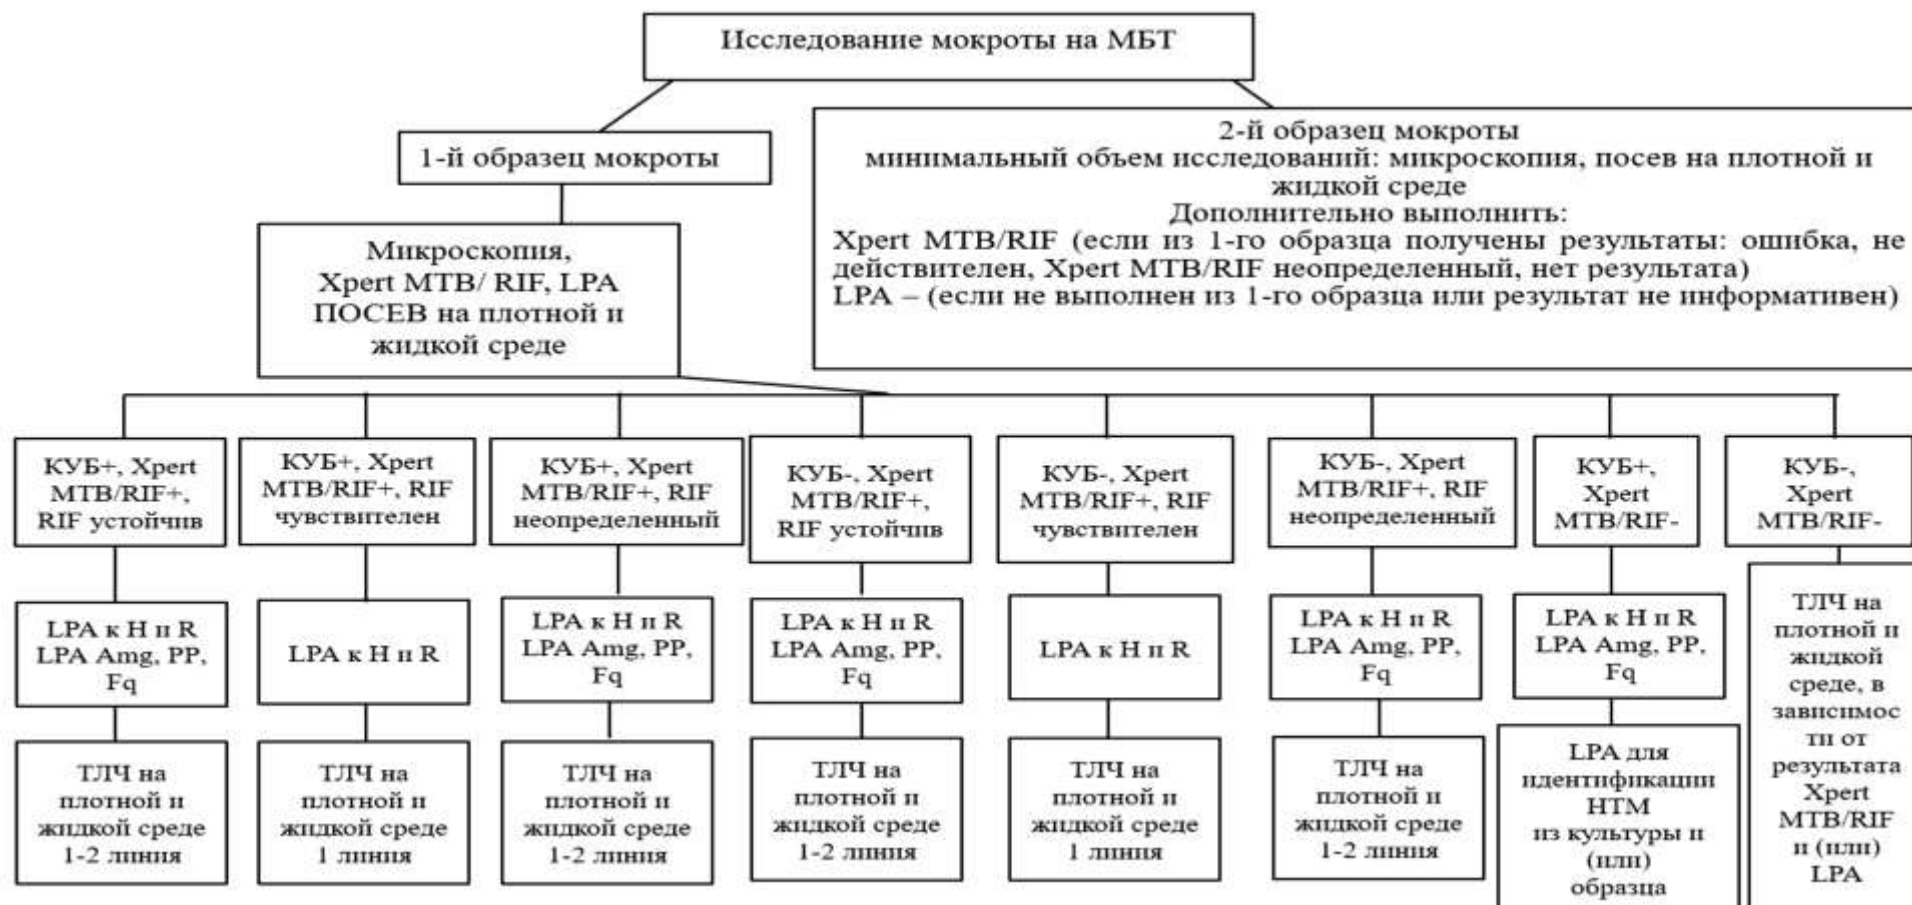 Исследование мокроты на МБТ
1-й образец мокроты
2-й образец мокроты
минимальный объем исследований: микроскопия, посев на плотной и
жидкой среде
Дополнительно выполнить:
Xpert MTB/RIF (если из 1-го образца получены результаты: ошибка, не
действителен, Xpert MTB/RIF неопределенный, нет результата)
LPA – (если не выполнен из 1-го образца или результат не информативен)
Микроскопия,
Xpert MTB/ RIF, LPA
ПОСЕВ на плотной и
жидкой среде
КУБ+, Xpert
MTB/RIF+,
RIF устойчив
КУБ+, Xpert
MTB/RIF+, RIF
чувствителен
КУБ+, Xpert
MTB/RIF+, RIF
неопределенный
КУБ-, Xpert
MTB/RIF+,
RIF устойчив
КУБ-, Xpert
MTB/RIF+, RIF
чувствителен
КУБ-, Xpert
MTB/RIF+, RIF
неопределенный
КУБ+,
Xpert
MTB/RIF-
КУБ-,
Xpert
MTB/RIF-
LPA к H и R
LPA Amg, PP,
Fq
LPA к H и R
LPA к H и R
LPA Amg, PP,
Fq
LPA к H и R
LPA Amg, PP,
Fq
LPA к H и R
LPA к H и R
LPA Amg, PP,
Fq
LPA к H и R
LPA Amg, PP,
Fq
ТЛЧ на
плотной и
жидкой
среде, в
зависимос
ти от
результата
Xpert
MTB/RIF
и (или)
LPA
ТЛЧ на
плотной и
жидкой среде
1-2 линия
ТЛЧ на
плотной и
жидкой среде
1 линия
ТЛЧ на
плотной и
жидкой среде
1-2 линия
ТЛЧ на
плотной и
жидкой среде
1-2 линия
ТЛЧ на
плотной и
жидкой среде
1 линия
ТЛЧ на
плотной и
жидкой среде
1-2 линия
LPA для
идентификации
НТМ
из культуры и
(или)
образца